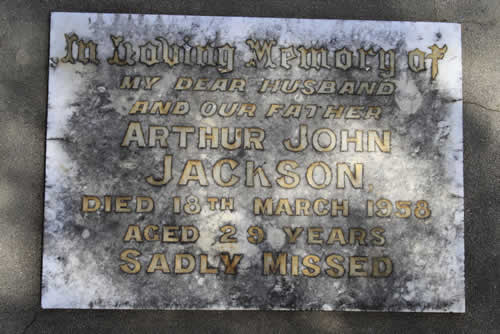 In Loving Memory of
MY DEAR HUSBAND
AND OUR FATHER
ARTHUR JOHN
JACKSON,
DIED 18TH MARCH 1958
AGED 29 YEARS
SADLY MISSED